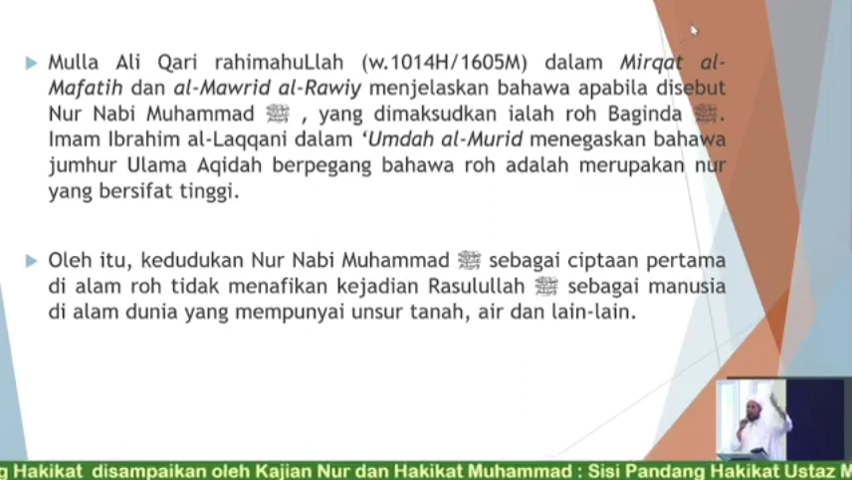 Mulla Ali Qari rahimahuLlah (w.1014H/1605M) dalam Mirqat al-
Mafatih dan al-Mawrid al-Rawiy menjelaskan bahawa apabila disebut
Nur Nabi Muhammad ﷺ , yang dimaksudkan ialah roh Baginda ﷺ.
Imam Ibrahim al-Laqqani dalam ‘Umdah al-Murid menegaskan bahawa
jumhur Ulama Aqidah berpegang bahawa roh adalah merupakan nur
yang bersifat tinggi.
Oleh itu, kedudukan Nur Nabi Muhammad ﷺ sebagai ciptaan pertama
di alam roh tidak menafikan kejadian Rasulullah ﷺ sebagai manusia
di alam dunia yang mempunyai unsur tanah, air dan lain-lain.
g Hakikat disampaikan oleh Kajian Nur dan Hakikat Muhammad : Sisi Pandang Hakikat Ustaz M